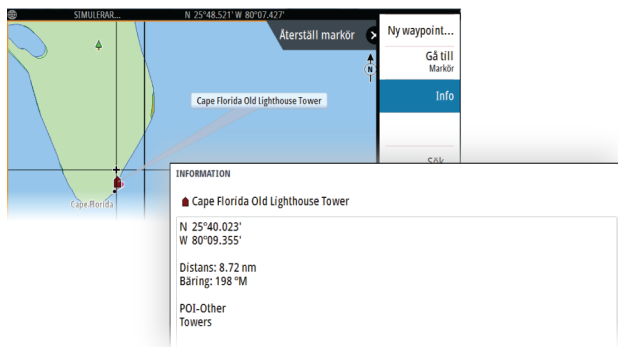 SIMULERAR...
N 25°48.521' W 80°07.427'
Återställ markör
Ny waypoint...
N
Gå till
Markör
Info
Cape Florida Old Lighthouse Tower
Sök
Cape Florida
INFORMATION
Cape Florida Old Lighthouse Tower
N 25°40.023'
W 80°09.355'
Distans: 8.72 nm
Bäring: 198 °M
POI-Other
Towers